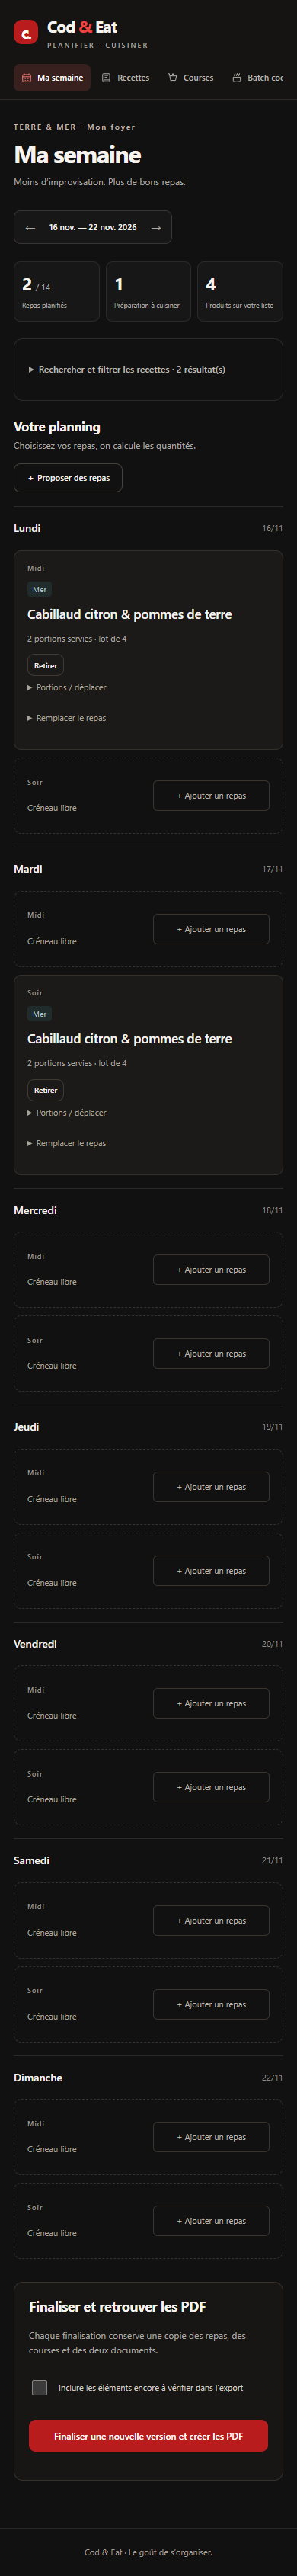 c.
Cod & Eat
PLANIFIER · CUISINER
Ma semaine
Recettes
Courses
Batch coo
TERRE & MER · Mon foyer
Ma semaine
Moins d'improvisation. Plus de bons repas.
← 16 nov. — 22 nov. 2026 →
2 / 14
Repas planifiés
1
Préparation à cuisiner
4
Produits sur votre liste
▶ Rechercher et filtrer les recettes · 2 résultat(s)
Votre planning
Choisissez vos repas, on calcule les quantités.
+ Proposer des repas
Lundi 16/11
Midi
Mer
Cabillaud citron & pommes de terre
2 portions servies · lot de 4
Retirer
▶ Portions / déplacer
▶ Remplacer le repas
Soir
Créneau libre
+ Ajouter un repas
Mardi 17/11
Midi
Créneau libre
+ Ajouter un repas
Soir
Mer
Cabillaud citron & pommes de terre
2 portions servies · lot de 4
Retirer
▶ Portions / déplacer
▶ Remplacer le repas
Mercredi 18/11
Midi
Créneau libre
+ Ajouter un repas
Soir
Créneau libre
+ Ajouter un repas
Jeudi 19/11
Midi
Créneau libre
+ Ajouter un repas
Soir
Créneau libre
+ Ajouter un repas
Vendredi 20/11
Midi
Créneau libre
+ Ajouter un repas
Soir
Créneau libre
+ Ajouter un repas
Samedi 21/11
Midi
Créneau libre
+ Ajouter un repas
Soir
Créneau libre
+ Ajouter un repas
Dimanche 22/11
Midi
Créneau libre
+ Ajouter un repas
Soir
Créneau libre
+ Ajouter un repas
Finaliser et retrouver les PDF
Chaque finalisation conserve une copie des repas, des
courses et des deux documents.
Inclure les éléments encore à vérifier dans l'export
Finaliser une nouvelle version et créer les PDF
Cod & Eat · Le goût de s'organiser.